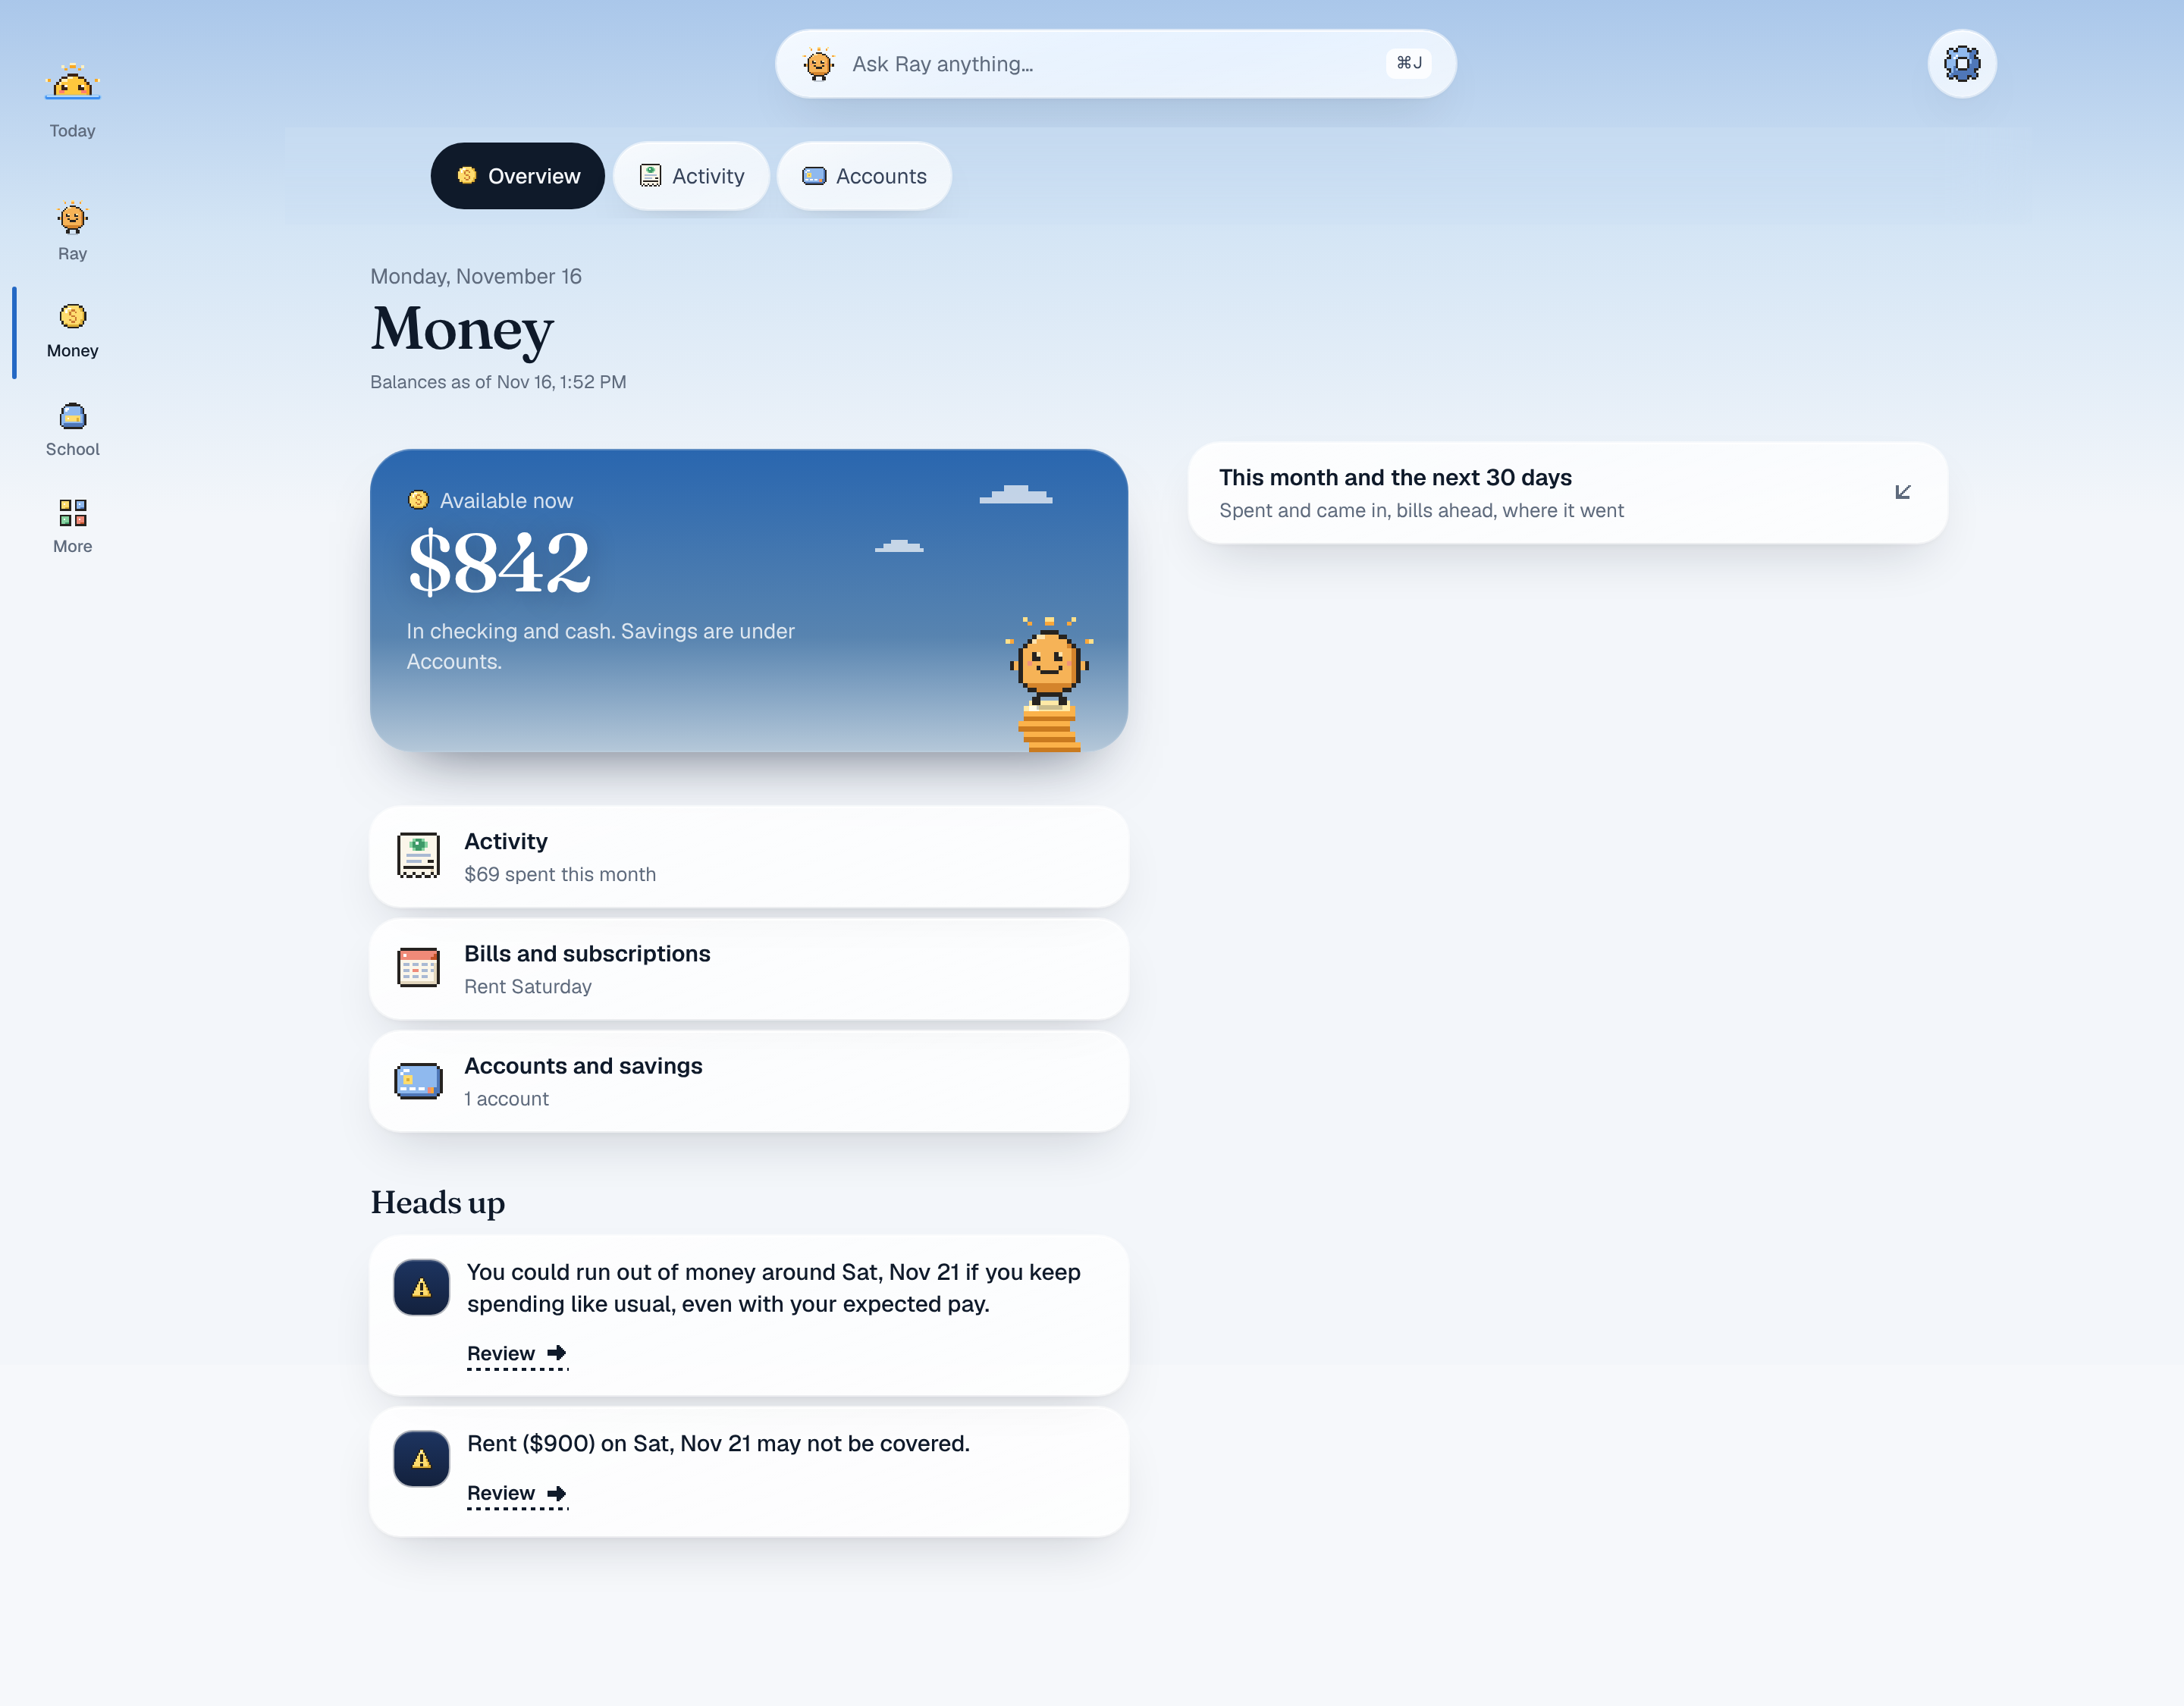 Ask Ray anything...
⌘J
Today
Ray
Money
School
More
Overview
Activity
Accounts
Monday, November 16
Money
Balances as of Nov 16, 1:52 PM
Available now
$842
In checking and cash. Savings are under
Accounts.
This month and the next 30 days
Spent and came in, bills ahead, where it went
Activity
$69 spent this month
Bills and subscriptions
Rent Saturday
Accounts and savings
1 account
Heads up
You could run out of money around Sat, Nov 21 if you keep
spending like usual, even with your expected pay.
Review
Rent ($900) on Sat, Nov 21 may not be covered.
Review